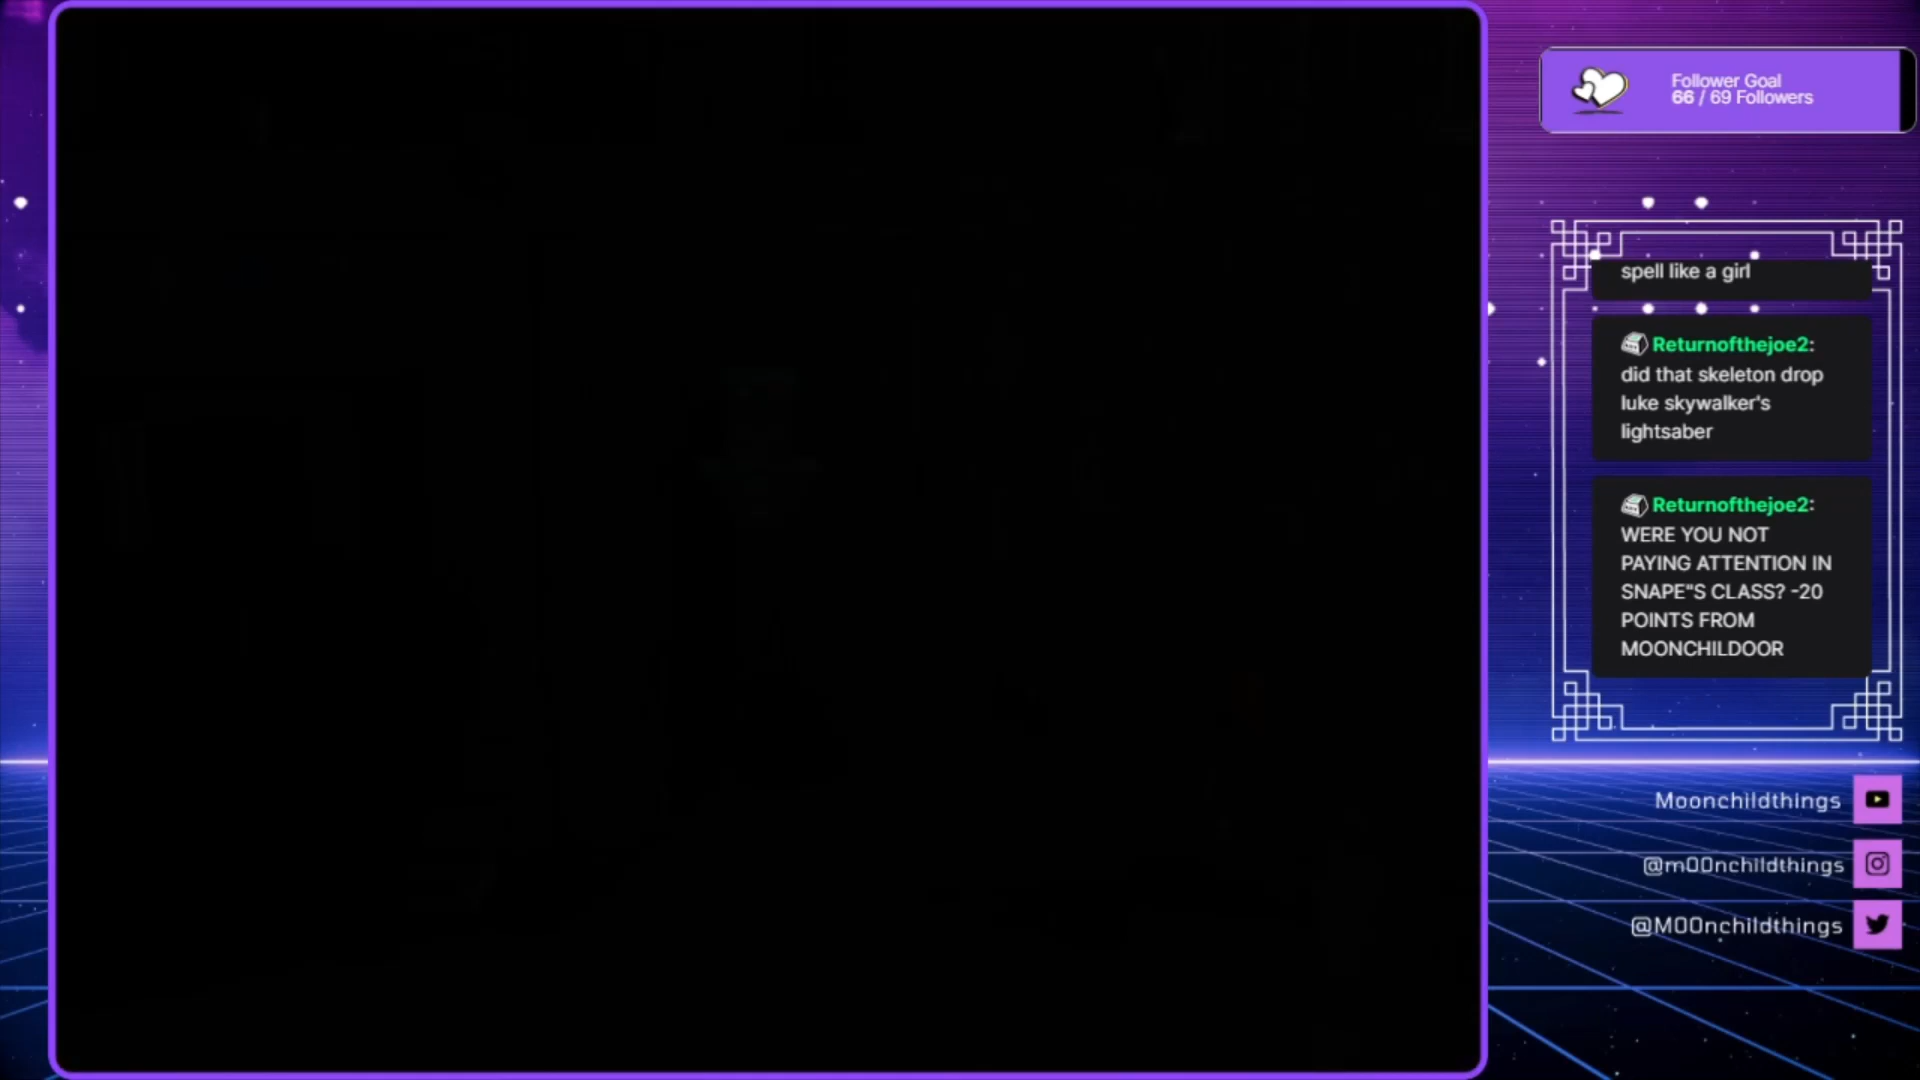 Follower Goal
66 / 69 Followers
spell like a girl
Returnofthejoe2:
did that skeleton drop
luke skywalker's
lightsaber
Returnofthejoe2:
WERE YOU NOT
PAYING ATTENTION IN
SNAPE"S CLASS? -20
POINTS FROM
MOONCHILDOOR
Moonchildthings
@m00nchildthings
@M00nchildthings